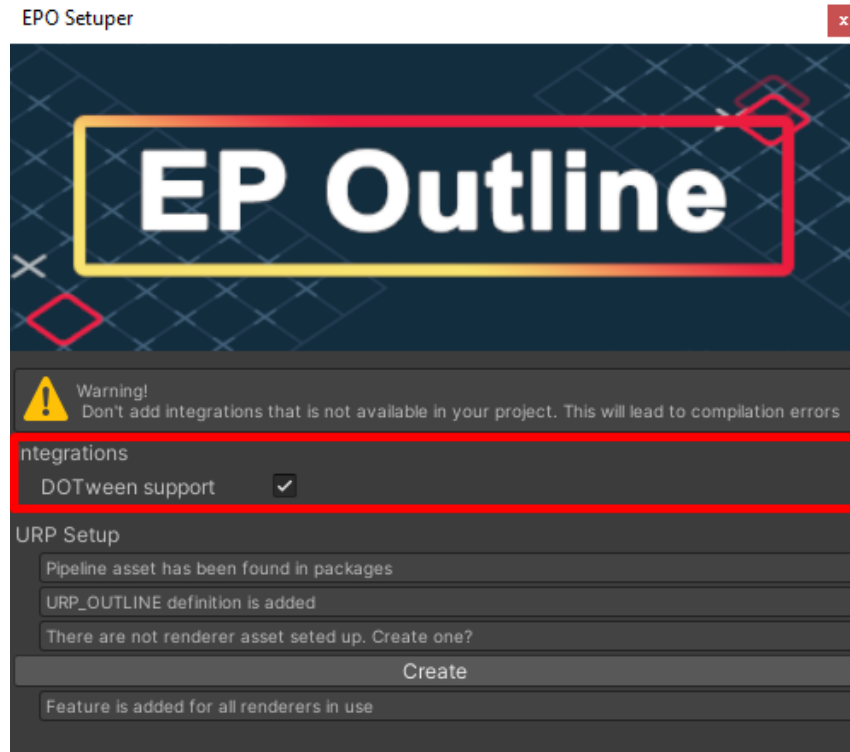 EPO Setuper
x
EP Outline
Warning!
Don't add integrations that is not available in your project. This will lead to compilation errors
ntegrations
DOTween support
URP Setup
Pipeline asset has been found in packages
URP_OUTLINE definition is added
There are not renderer asset seted up. Create one?
Create
Feature is added for all renderers in use